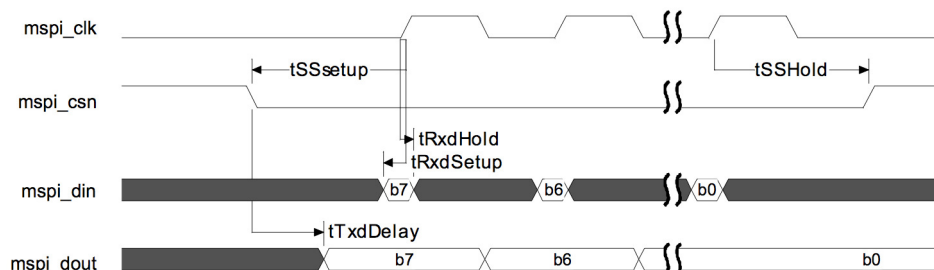 mspi_clk
tSSsetup
tSSHold
mspi_csn
tRxdHold
tRxdSetup
mspi_din b7 b6 b0
tTxdDelay
mspi_dout b7 b6 b0